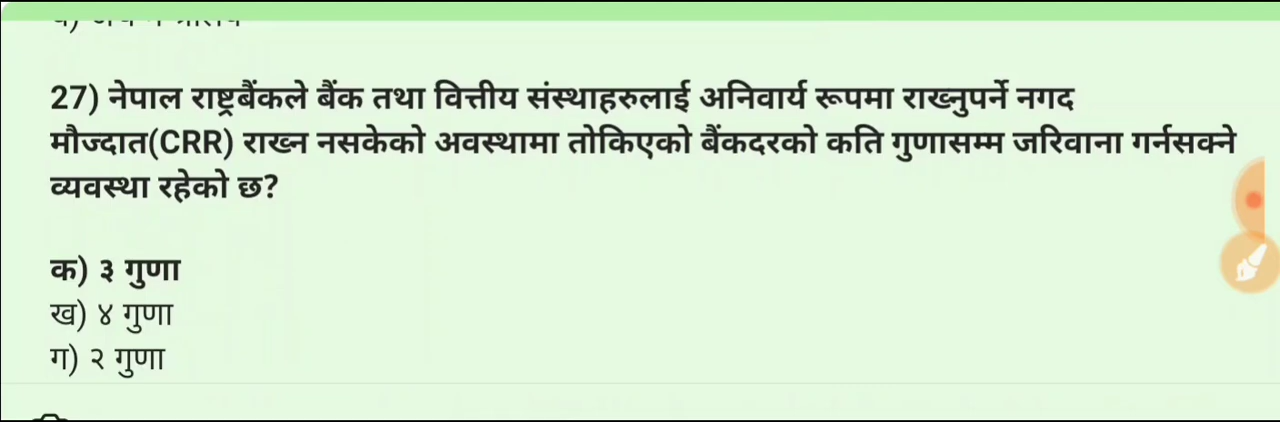 27) नेपाल राष्ट्रबैंकले बैंक तथा वित्तीय संस्थाहरुलाई अनिवार्य रूपमा राख्नुपर्ने नगद
मौज्दात(CRR) राख्न नसकेको अवस्थामा तोकिएको बैंकदरको कति गुणासम्म जरिवाना गर्नसक्ने
व्यवस्था रहेको छ?
क) ३ गुणा
ख) ४ गुणा
ग) २ गुणा